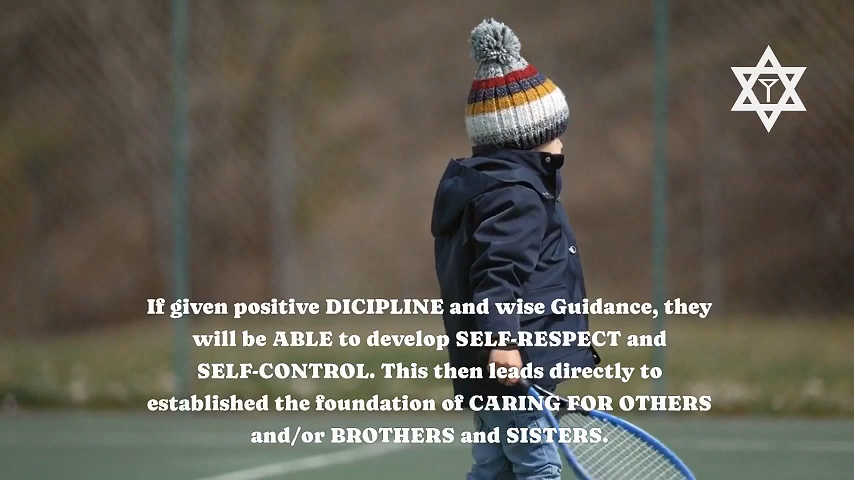 If given positive DICIPLINE and wise Guidance, they
will be ABLE to develop SELF-RESPECT and
SELF-CONTROL. This then leads directly to
established the foundation of CARING FOR OTHERS
and/or BROTHERS and SISTERS.